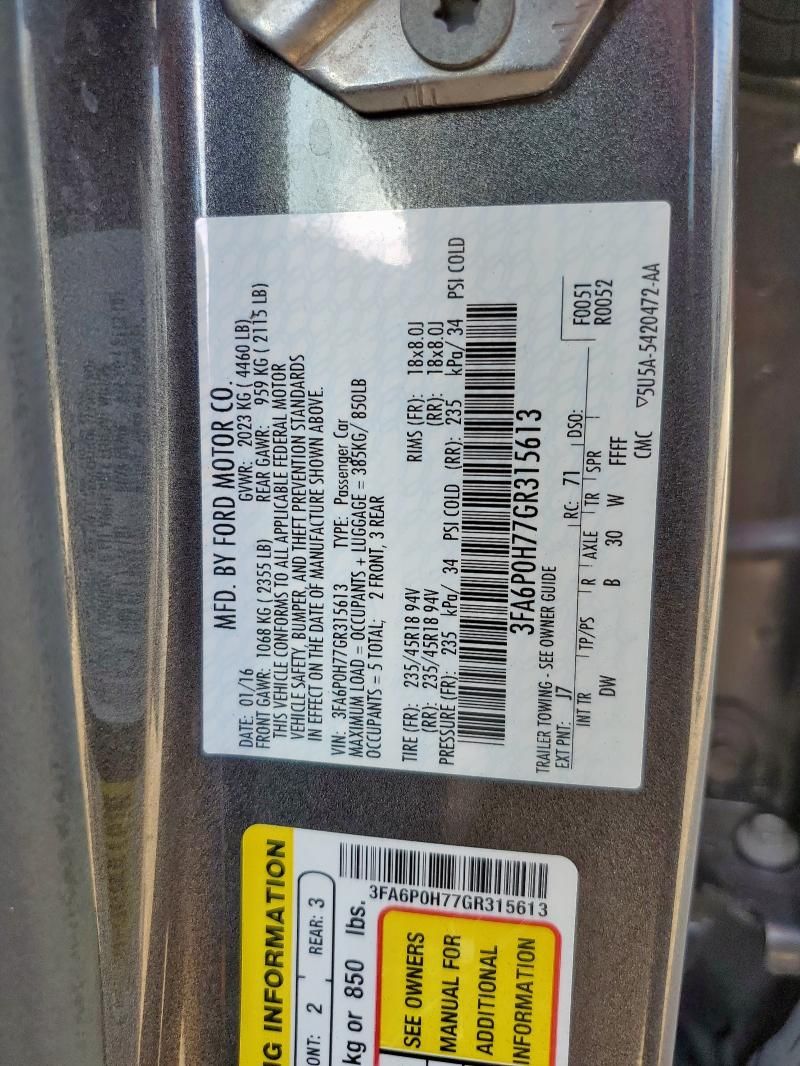 MFD. BY FORD MOTOR CO.
DATE: 01/16 GVWR: 2023 KG ( 4460 LB)
FRONT GAWR: 1068 KG ( 2355 LB) REAR GAWR: 959 KG ( 2115 LB)
THIS VEHICLE CONFORMS TO ALL APPLICABLE FEDERAL MOTOR
VEHICLE SAFETY, BUMPER, AND THEFT PREVENTION STANDARDS
IN EFFECT ON THE DATE OF MANUFACTURE SHOWN ABOVE.
VIN: 3FA6P0H77GR315613 TYPE: Passenger Car
MAXIMUM LOAD = OCCUPANTS + LUGGAGE = 385KG/ 850LB
OCCUPANTS = 5 TOTAL; 2 FRONT, 3 REAR
TIRE (FR): 235/45R18 94V RIMS (FR): 18x8.0J
(RR): 235/45R18 94V (RR): 18x8.0J
PRESSURE (FR): 235 kPa/ 34 PSI COLD (RR): 235 kPa/ 34 PSI COLD
3FA6P0H77GR315613
TRAILER TOWING - SEE OWNER GUIDE
EXT PNT: J7 RC: 71 DSO: F0051
R0052
INT TR TP/PS R AXLE TR SPR
DW B 30 W FFFF
CMC ▽5U5A-5420472-AA
NG INFORMATION
ONT: 2 REAR: 3
kg or 850 lbs.
3FA6P0H77GR315613
SEE OWNERS
MANUAL FOR
ADDITIONAL
INFORMATION